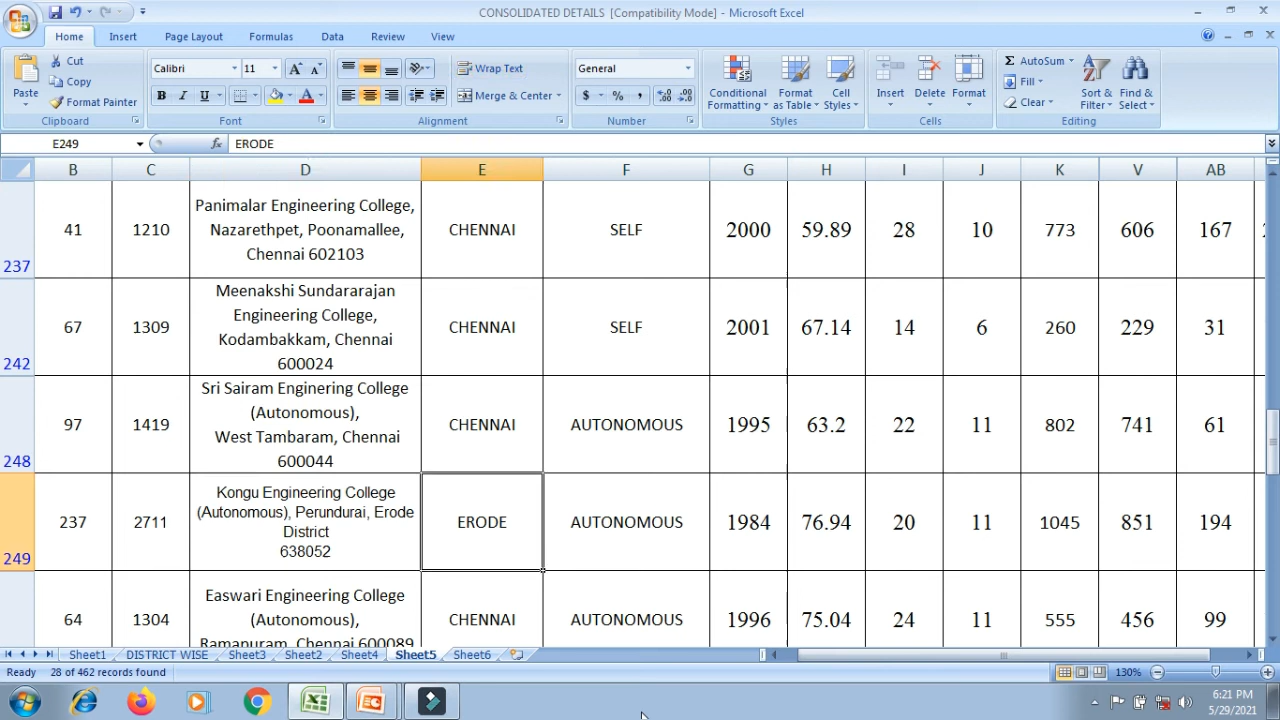 CONSOLIDATED DETAILS [Compatibility Mode] - Microsoft Excel
Home Insert Page Layout Formulas Data Review View
Paste Cut Copy Format Painter Clipboard
Calibri 11 A A B I U A Font
Wrap Text Merge & Center Alignment
General $ % , .0 .00 .00 .0 Number
Conditional Formatting Format as Table Cell Styles Styles
Insert Delete Format Cells
Σ AutoSum Fill Clear Sort & Filter Find & Select Editing
E249 fx ERODE
B C D E F G H I J K V AB
237 41 1210 Panimalar Engineering College,
Nazarethpet, Poonamallee,
Chennai 602103 CHENNAI SELF 2000 59.89 28 10 773 606 167
242 67 1309 Meenakshi Sundararajan
Engineering College,
Kodambakkam, Chennai
600024 CHENNAI SELF 2001 67.14 14 6 260 229 31
248 97 1419 Sri Sairam Enginering College
(Autonomous),
West Tambaram, Chennai
600044 CHENNAI AUTONOMOUS 1995 63.2 22 11 802 741 61
249 237 2711 Kongu Engineering College
(Autonomous), Perundurai, Erode
District
638052 ERODE AUTONOMOUS 1984 76.94 20 11 1045 851 194
64 1304 Easwari Engineering College
(Autonomous),
Ramapuram, Chennai 600089 CHENNAI AUTONOMOUS 1996 75.04 24 11 555 456 99
Sheet1 DISTRICT WISE Sheet3 Sheet2 Sheet4 Sheet5 Sheet6
Ready 28 of 462 records found 130%
6:21 PM
5/29/2021